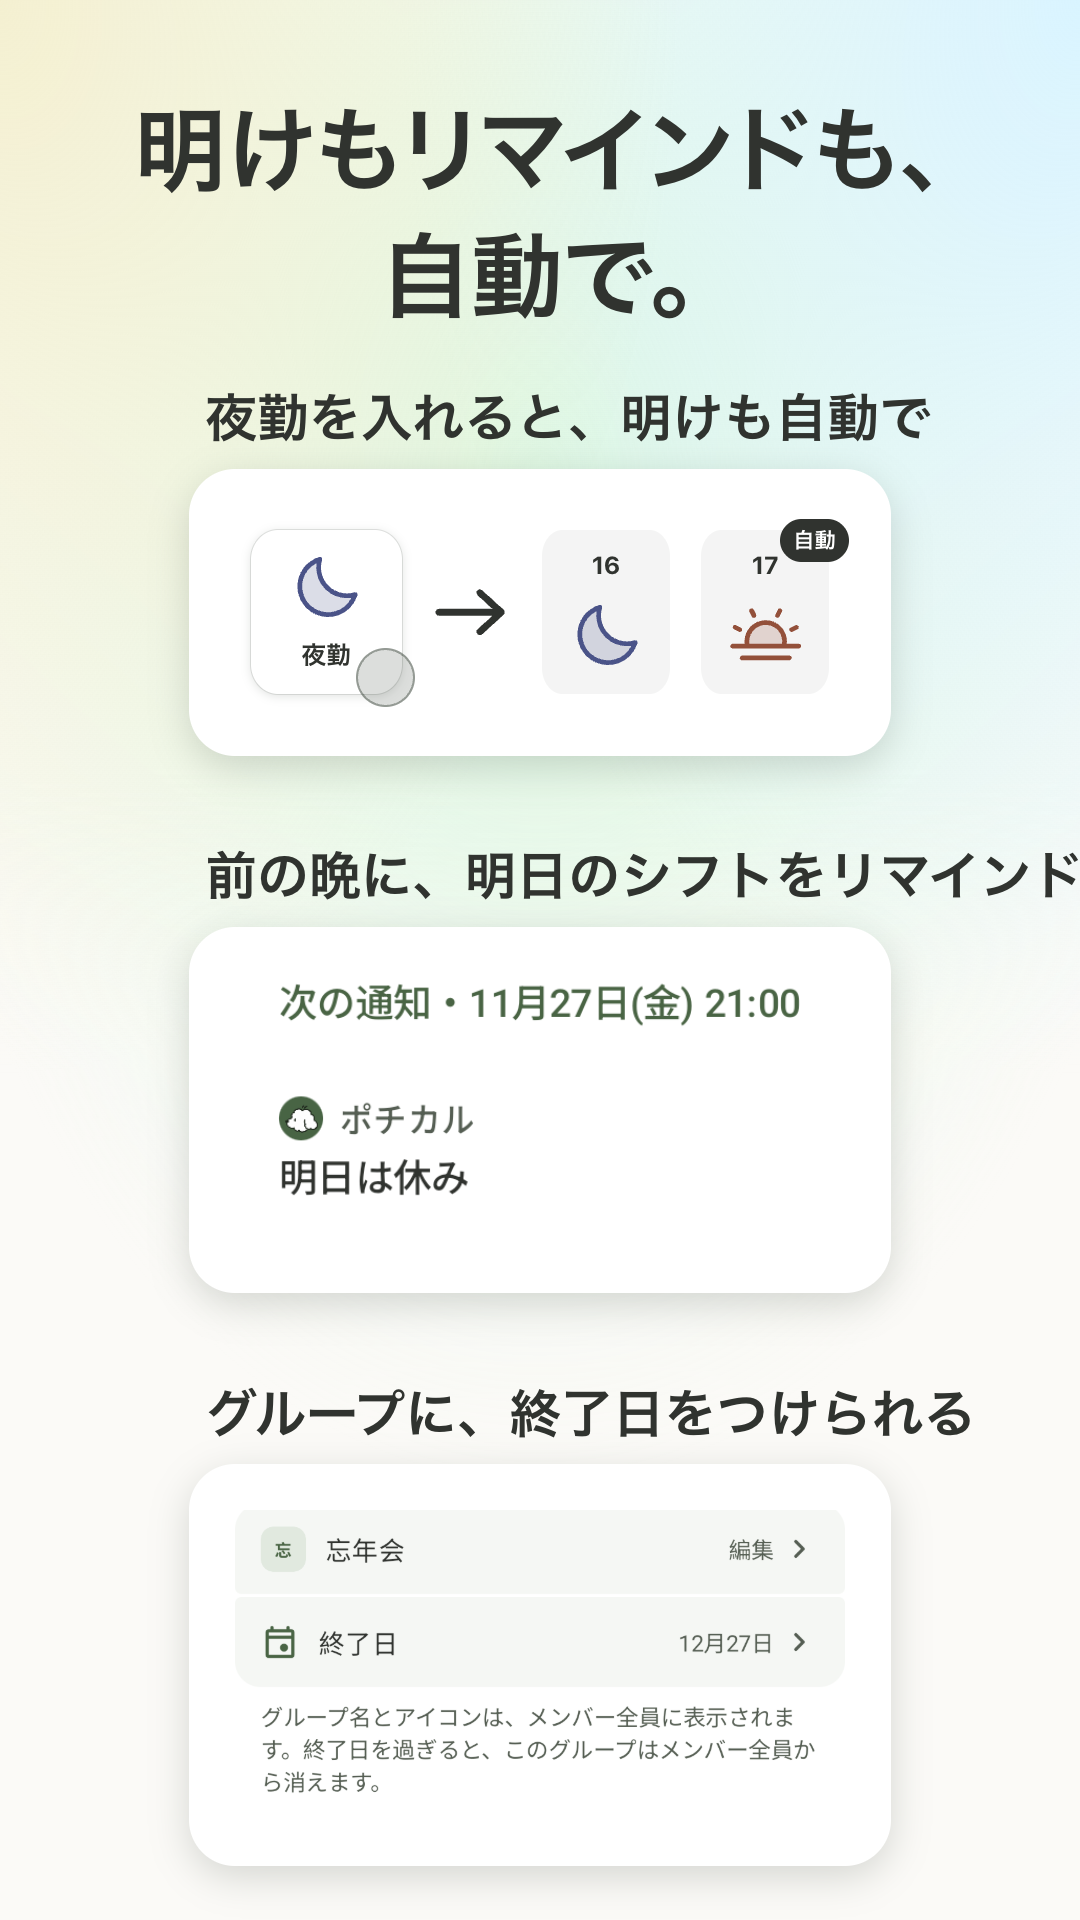 明けもリマインドも、
自動で。
夜勤を入れると、明けも自動で
夜勤
16
17
自動
前の晩に、明日のシフトをリマインド
次の通知・11月27日(金) 21:00
ポチカル
明日は休み
グループに、終了日をつけられる
忘 忘年会 編集
終了日 12月27日
グループ名とアイコンは、メンバー全員に表示されま
す。終了日を過ぎると、このグループはメンバー全員か
ら消えます。